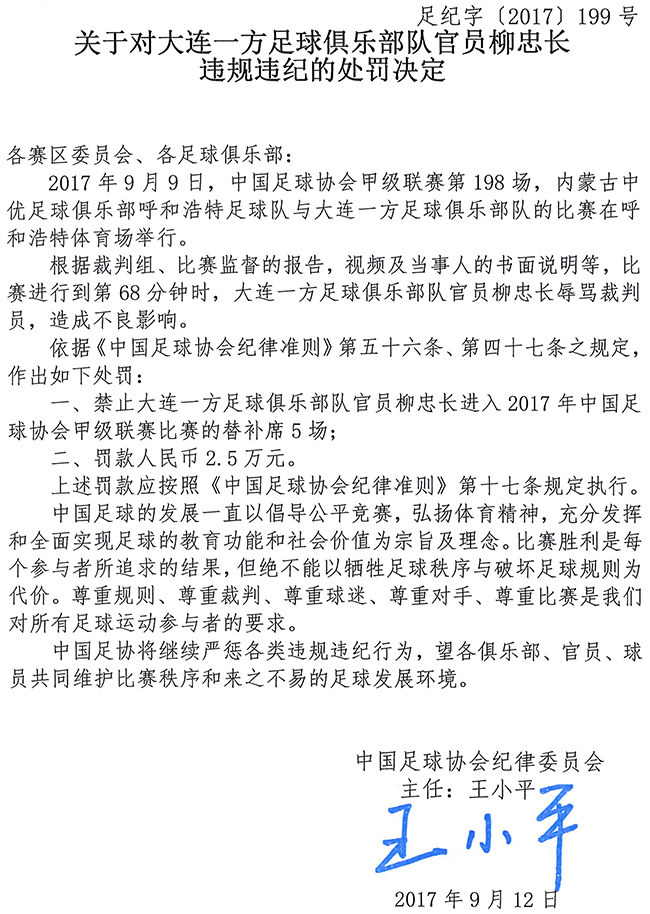 足纪字〔2017〕199号
关于对大连一方足球俱乐部队官员柳忠长
违规违纪的处罚决定
各赛区委员会、各足球俱乐部：
2017年9月9日，中国足球协会甲级联赛第198场，内蒙古中
优足球俱乐部呼和浩特足球队与大连一方足球俱乐部队的比赛在呼
和浩特体育场举行。
根据裁判组、比赛监督的报告，视频及当事人的书面说明等，比
赛进行到第68分钟时，大连一方足球俱乐部队官员柳忠长辱骂裁判
员，造成不良影响。
依据《中国足球协会纪律准则》第五十六条、第四十七条之规定，
作出如下处罚：
一、禁止大连一方足球俱乐部队官员柳忠长进入2017年中国足
球协会甲级联赛比赛的替补席5场；
二、罚款人民币2.5万元。
上述罚款应按照《中国足球协会纪律准则》第十七条规定执行。
中国足球的发展一直以倡导公平竞赛，弘扬体育精神，充分发挥
和全面实现足球的教育功能和社会价值为宗旨及理念。比赛胜利是每
个参与者所追求的结果，但绝不能以牺牲足球秩序与破坏足球规则为
代价。尊重规则、尊重裁判、尊重球迷、尊重对手、尊重比赛是我们
对所有足球运动参与者的要求。
中国足协将继续严惩各类违规违纪行为，望各俱乐部、官员、球
员共同维护比赛秩序和来之不易的足球发展环境。
中国足球协会纪律委员会
主任：王小平
王小平
2017年9月12日